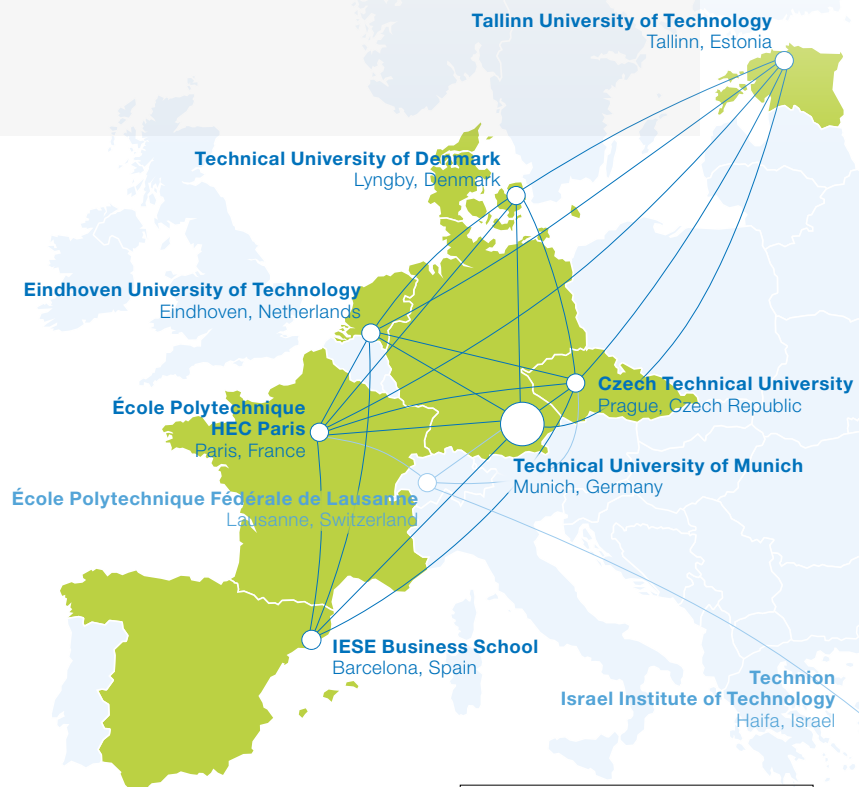 Tallinn University of Technology
Tallinn, Estonia
Technical University of Denmark
Lyngby, Denmark
Eindhoven University of Technology
Eindhoven, Netherlands
Czech Technical University
Prague, Czech Republic
École Polytechnique
HEC Paris
Paris, France
Technical University of Munich
Munich, Germany
École Polytechnique Fédérale de Lausanne
Lausanne, Switzerland
IESE Business School
Barcelona, Spain
Technion
Israel Institute of Technology
Haifa, Israel